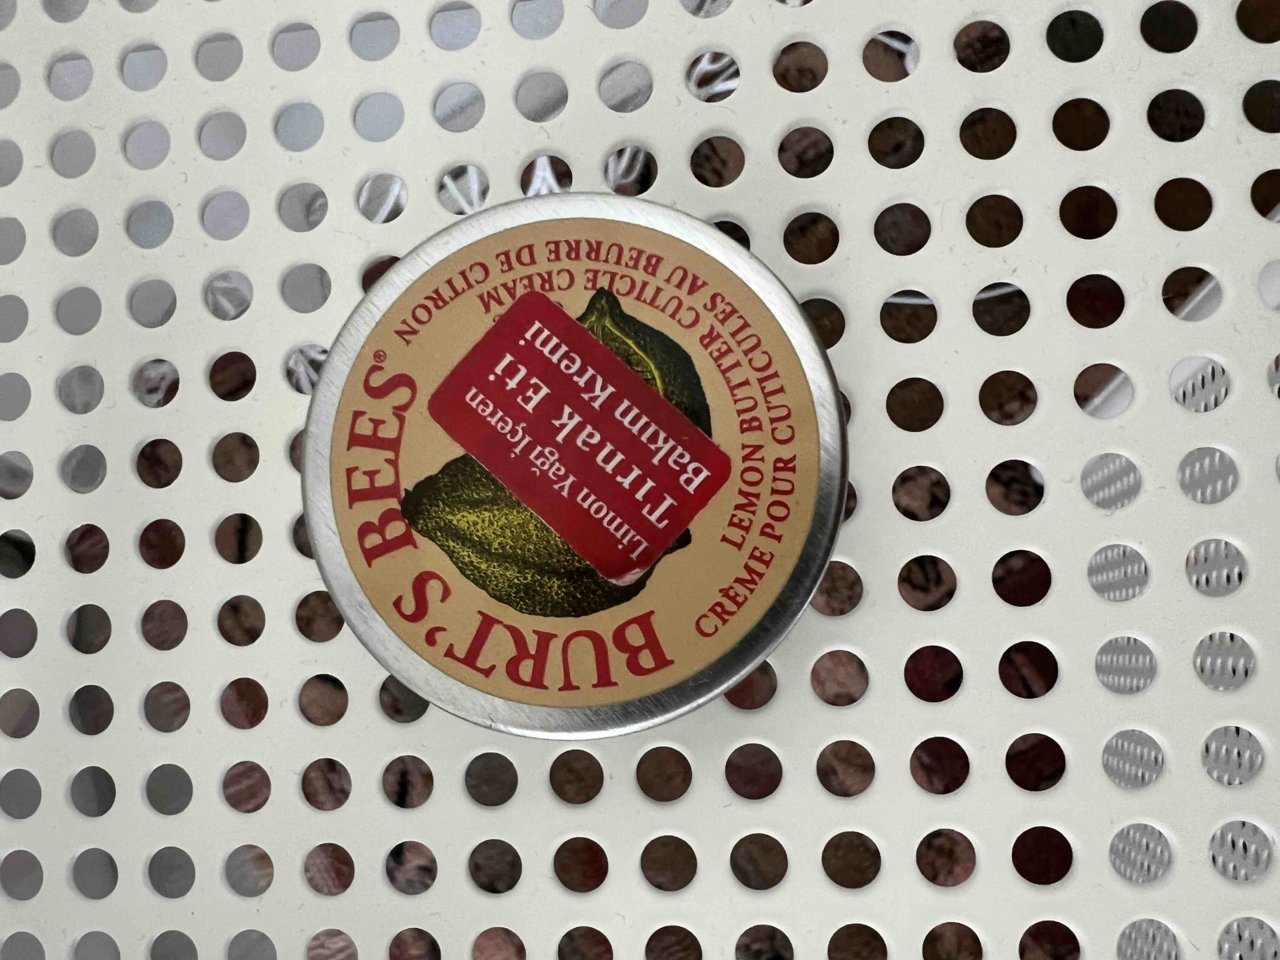 BURT'S BEES®
LEMON BUTTER CUTICLE CREAM
CRÈME POUR CUTICULES AU BEURRE DE CITRON
Limon Yağı İçeren
Tırnak Eti
Bakım Kremi